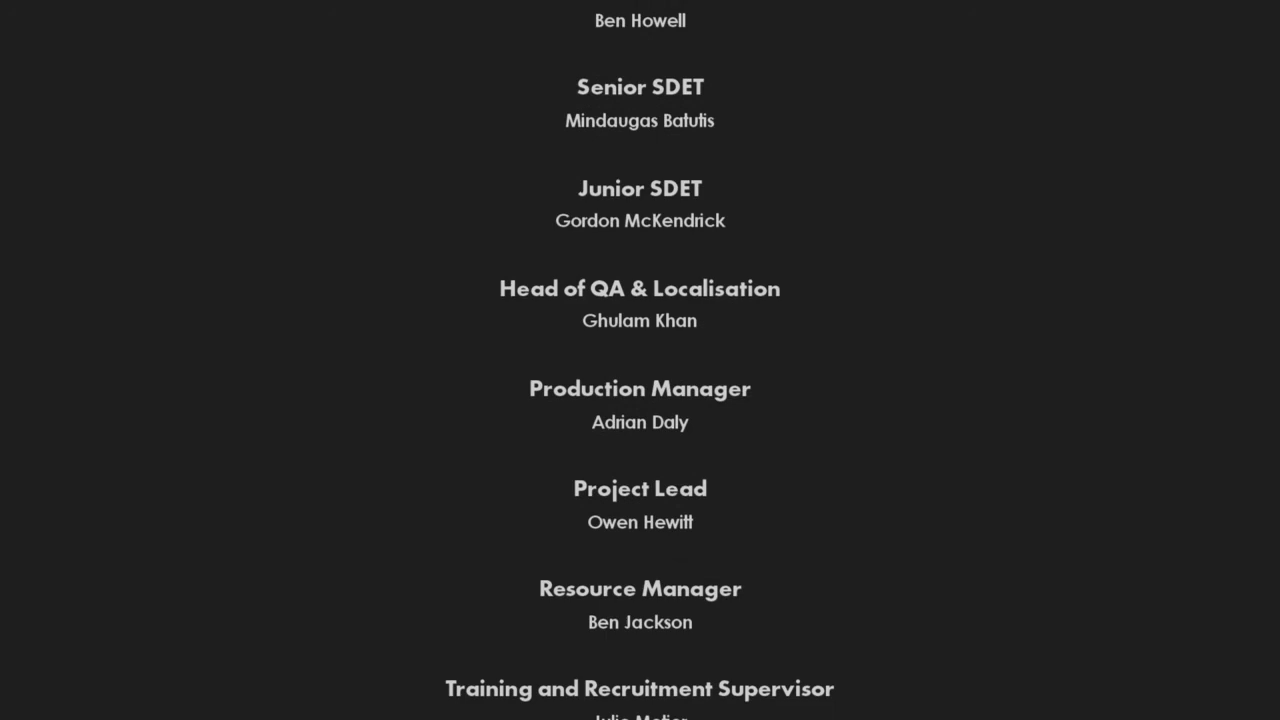 Ben Howell
Senior SDET
Mindaugas Batutis
Junior SDET
Gordon McKendrick
Head of QA & Localisation
Ghulam Khan
Production Manager
Adrian Daly
Project Lead
Owen Hewitt
Resource Manager
Ben Jackson
Training and Recruitment Supervisor